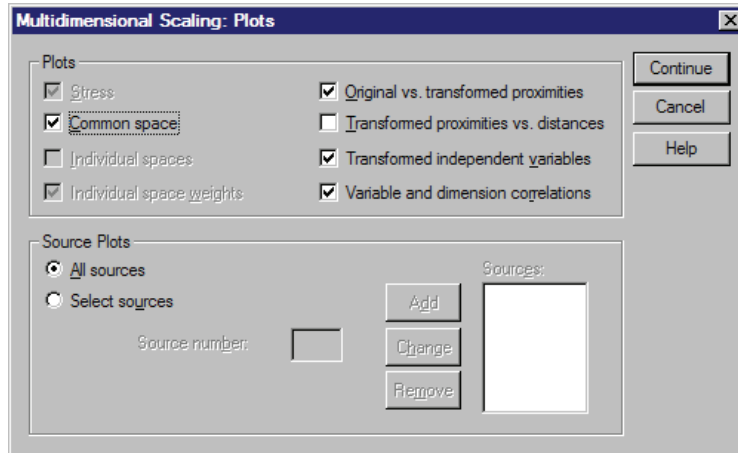 Multidimensional Scaling: Plots
Plots
Stress
Common space
Individual spaces
Individual space weights
Original vs. transformed proximities
Transformed proximities vs. distances
Transformed independent variables
Variable and dimension correlations
Continue
Cancel
Help
Source Plots
All sources
Select sources
Source number:
Add
Change
Remove
Sources: